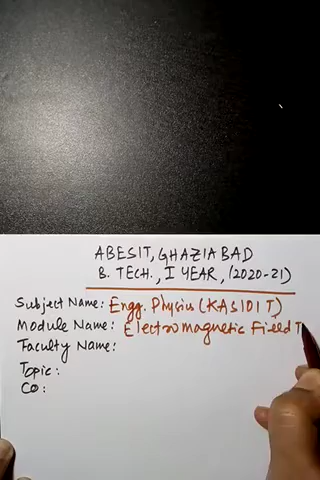 ABESIT, GHAZIABAD
B. TECH., I YEAR, (2020-21)
Subject Name: Engg. Physics (KAS101T)
Module Name: Electromagnetic Field T
Faculty Name:
Topic:
CO: